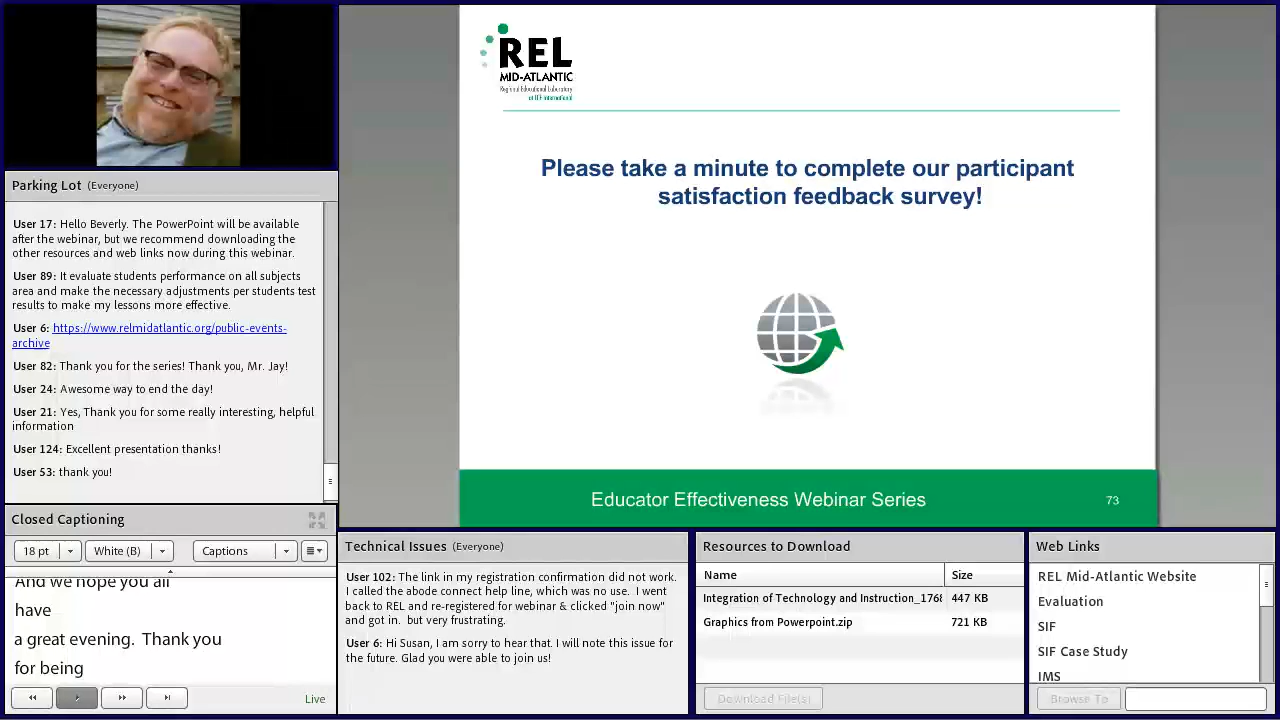 REL
MID-ATLANTIC
Regional Educational Laboratory
at ICF International
Please take a minute to complete our participant
satisfaction feedback survey!
Educator Effectiveness Webinar Series
73
Parking Lot (Everyone)
User 17: Hello Beverly. The PowerPoint will be available
after the webinar, but we recommend downloading the
other resources and web links now during this webinar.
User 89: It evaluate students performance on all subjects
area and make the necessary adjustments per students test
results to make my lessons more effective.
User 6: https://www.relmidatlantic.org/public-events-
archive
User 82: Thank you for the series! Thank you, Mr. Jay!
User 24: Awesome way to end the day!
User 21: Yes, Thank you for some really interesting, helpful
information
User 124: Excellent presentation thanks!
User 53: thank you!
Closed Captioning
18 pt White (B) Captions
And we hope you all
have
a great evening. Thank you
for being
Live
Technical Issues (Everyone)
User 102: The link in my registration confirmation did not work.
I called the abode connect help line, which was no use. I went
back to REL and re-registered for webinar & clicked "join now"
and got in. but very frustrating.
User 6: Hi Susan, I am sorry to hear that. I will note this issue for
the future. Glad you were able to join us!
Resources to Download
Name Size
Integration of Technology and Instruction_1768 447 KB
Graphics from Powerpoint.zip 721 KB
Download File(s)
Web Links
REL Mid-Atlantic Website
Evaluation
SIF
SIF Case Study
IMS
Browse To